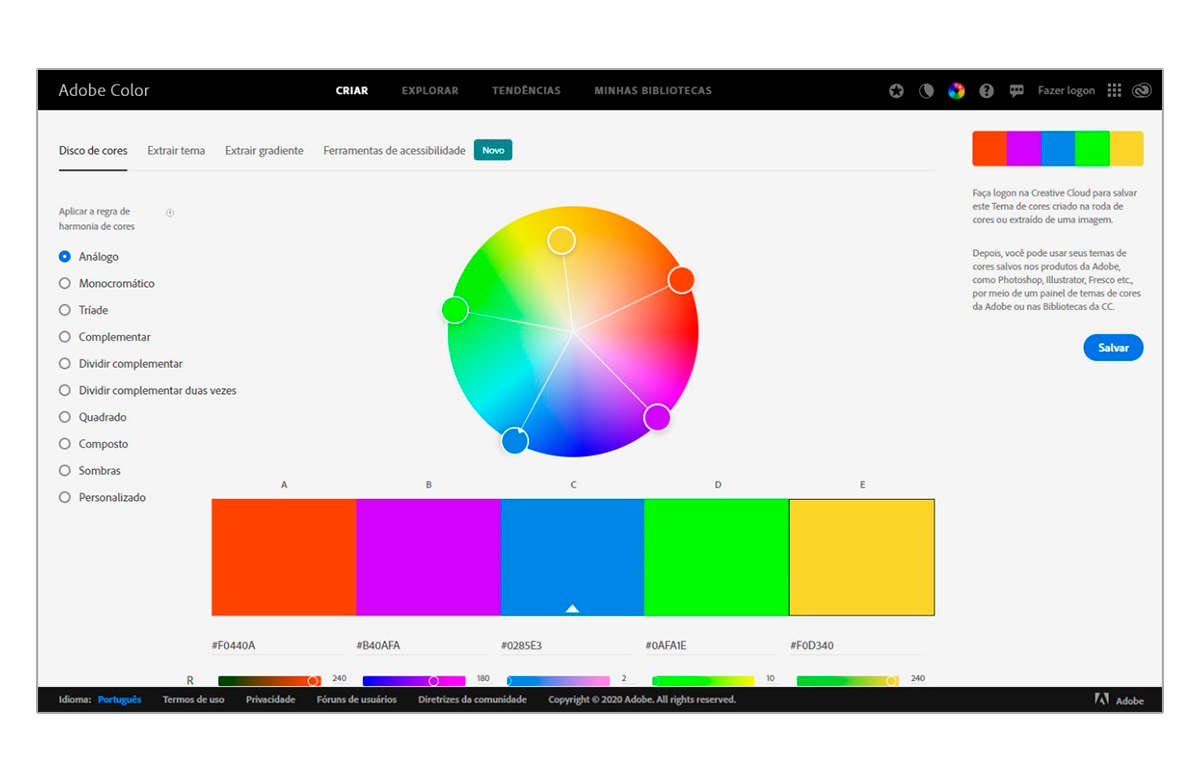 Adobe Color
CRIAR EXPLORAR TENDÊNCIAS MINHAS BIBLIOTECAS
Fazer logon
Disco de cores Extrair tema Extrair gradiente Ferramentas de acessibilidade Novo
Faça logon na Creative Cloud para salvar
este Tema de cores criado na roda de
cores ou extraído de uma imagem.
Depois, você pode usar seus temas de
cores salvos nos produtos da Adobe,
como Photoshop, Illustrator, Fresco etc.,
por meio de um painel de temas de cores
da Adobe ou nas Bibliotecas da CC.
Salvar
Aplicar a regra de
harmonia de cores
Análogo
Monocromático
Tríade
Complementar
Dividir complementar
Dividir complementar duas vezes
Quadrado
Composto
Sombras
Personalizado
A B C D E
#F0440A #B40AFA #0285E3 #0AFA1E #F0D340
R 240 180 2 10 240
Idioma: Português Termos de uso Privacidade Fóruns de usuários Diretrizes da comunidade Copyright © 2020 Adobe. All rights reserved. Adobe